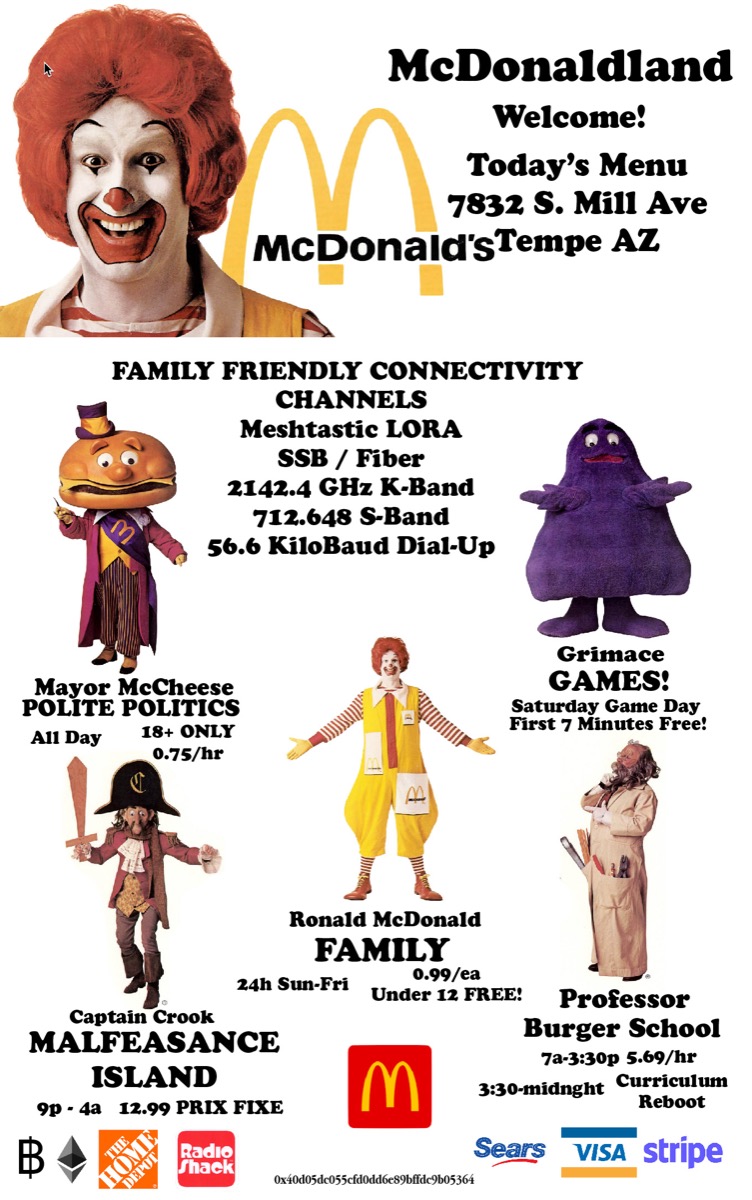 McDonaldland
Welcome!
Today's Menu
7832 S. Mill Ave
Tempe AZ
McDonald's
FAMILY FRIENDLY CONNECTIVITY
CHANNELS
Meshtastic LORA
SSB / Fiber
2142.4 GHz K-Band
712.648 S-Band
56.6 KiloBaud Dial-Up
Mayor McCheese
POLITE POLITICS
All Day
18+ ONLY
0.75/hr
Grimace
GAMES!
Saturday Game Day
First 7 Minutes Free!
Ronald McDonald
FAMILY
24h Sun-Fri
0.99/ea
Under 12 FREE!
Captain Crook
MALFEASANCE
ISLAND
9p - 4a 12.99 PRIX FIXE
Professor
Burger School
7a-3:30p 5.69/hr
3:30-midnght
Curriculum
Reboot
THE
HOME
DEPOT
Radio
Shack
0x40d05dc055cfd0dd6e89bffdc9b05364
Sears
VISA
stripe